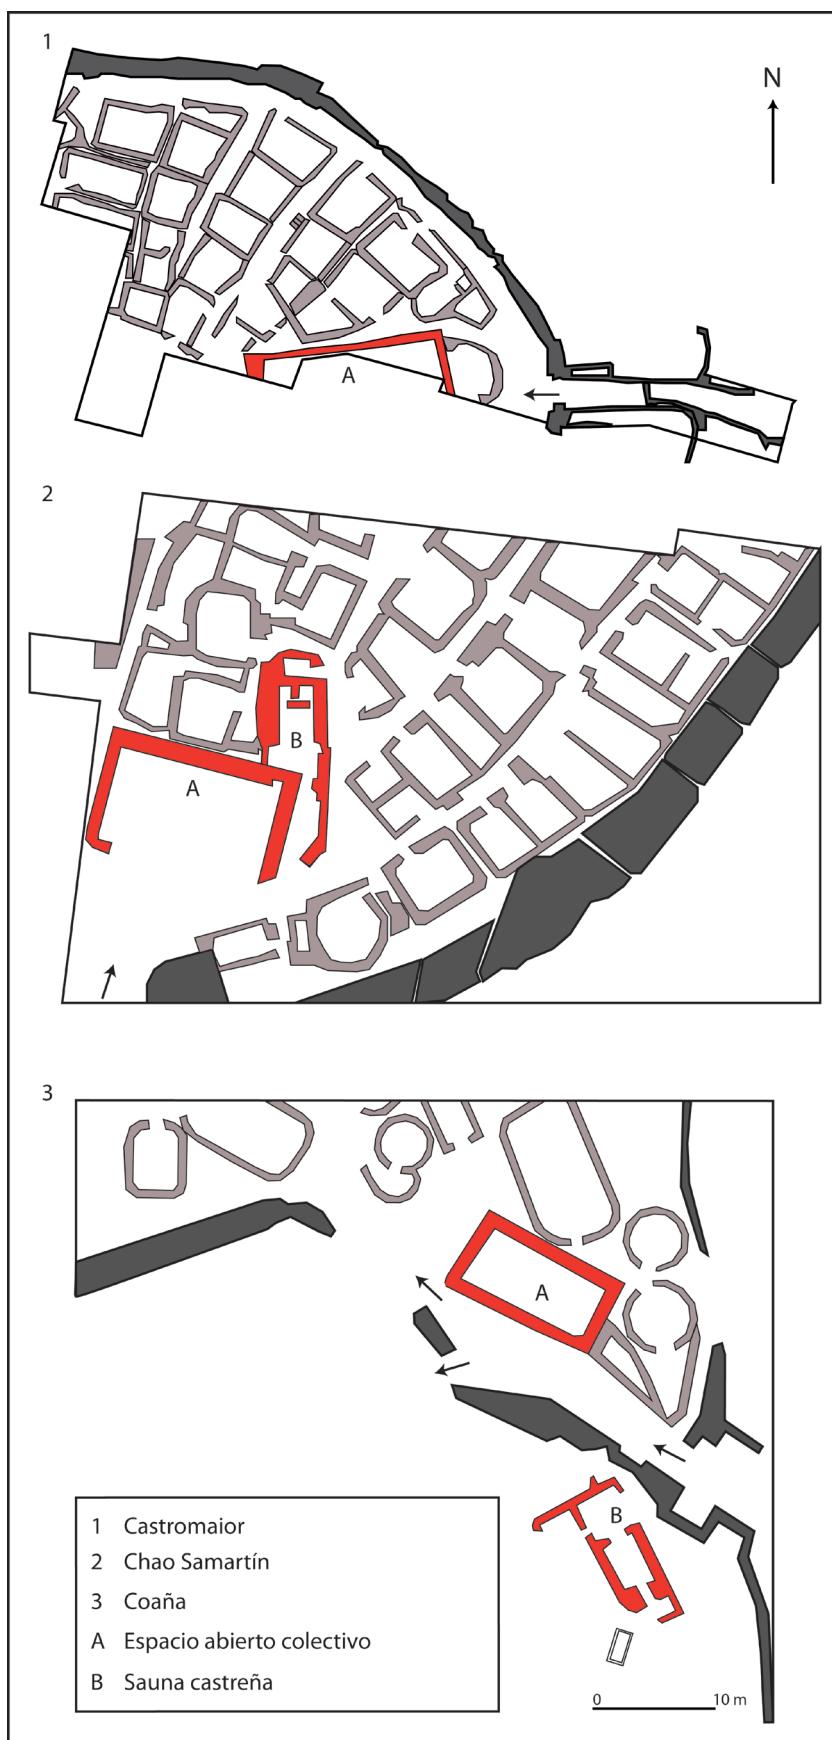 1
N
A
2
B
A
3
A
B
1 Castromaior
2 Chao Samartín
3 Coaña
A Espacio abierto colectivo
B Sauna castreña
0 10 m